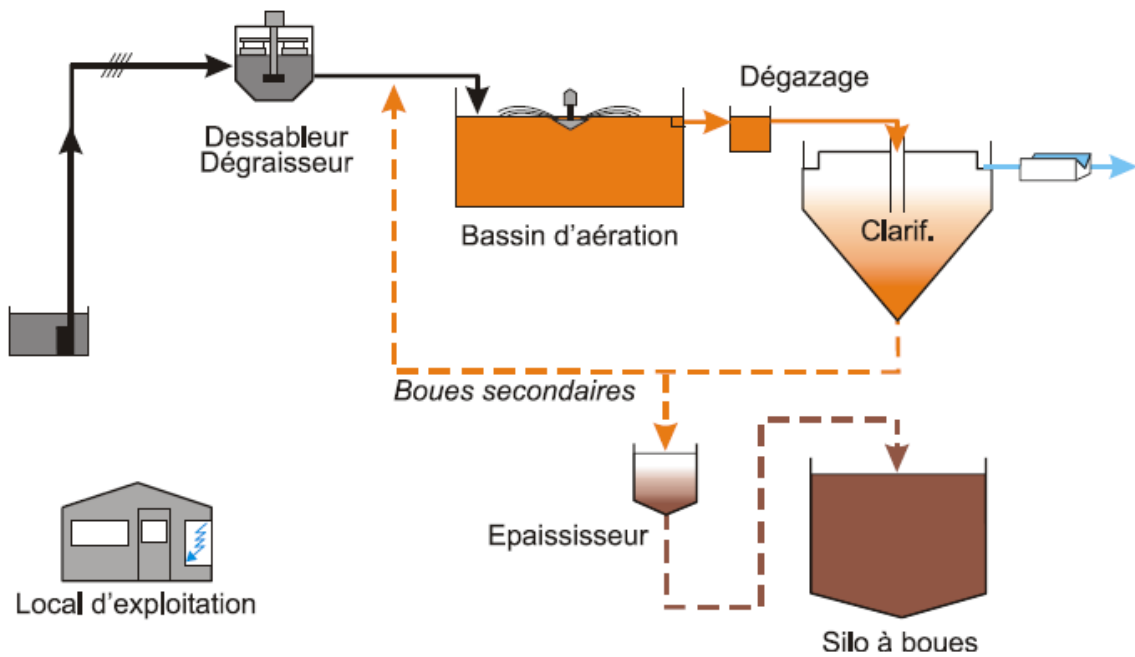 Dégazage
Dessableur
Dégraisseur
Bassin d'aération
Clarif.
Boues secondaires
Epaississeur
Local d'exploitation
Silo à boues